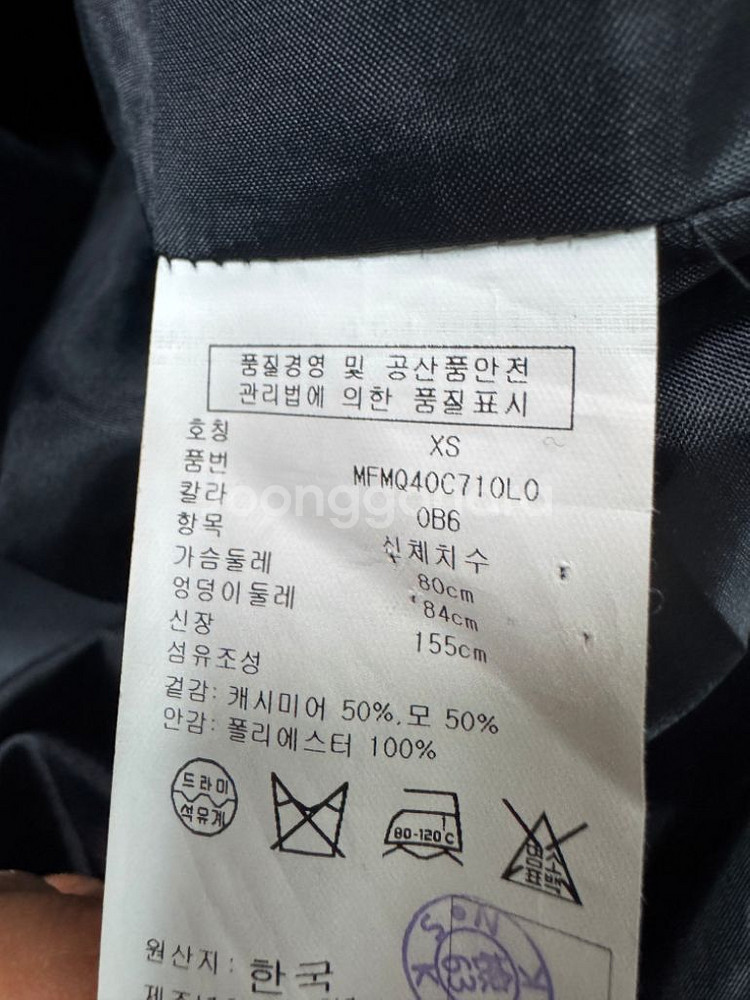 품질경영 및 공산품안전
관리법에 의한 품질표시
호칭 XS
품번 MFMQ40C710L0
칼라 0B6
항목 신체치수
가슴둘레 80cm
엉덩이둘레 84cm
신장 155cm
섬유조성
겉감: 캐시미어 50%, 모 50%
안감: 폴리에스터 100%
드라이
석유계
80-120°C
염소
표백
원산지: 한국